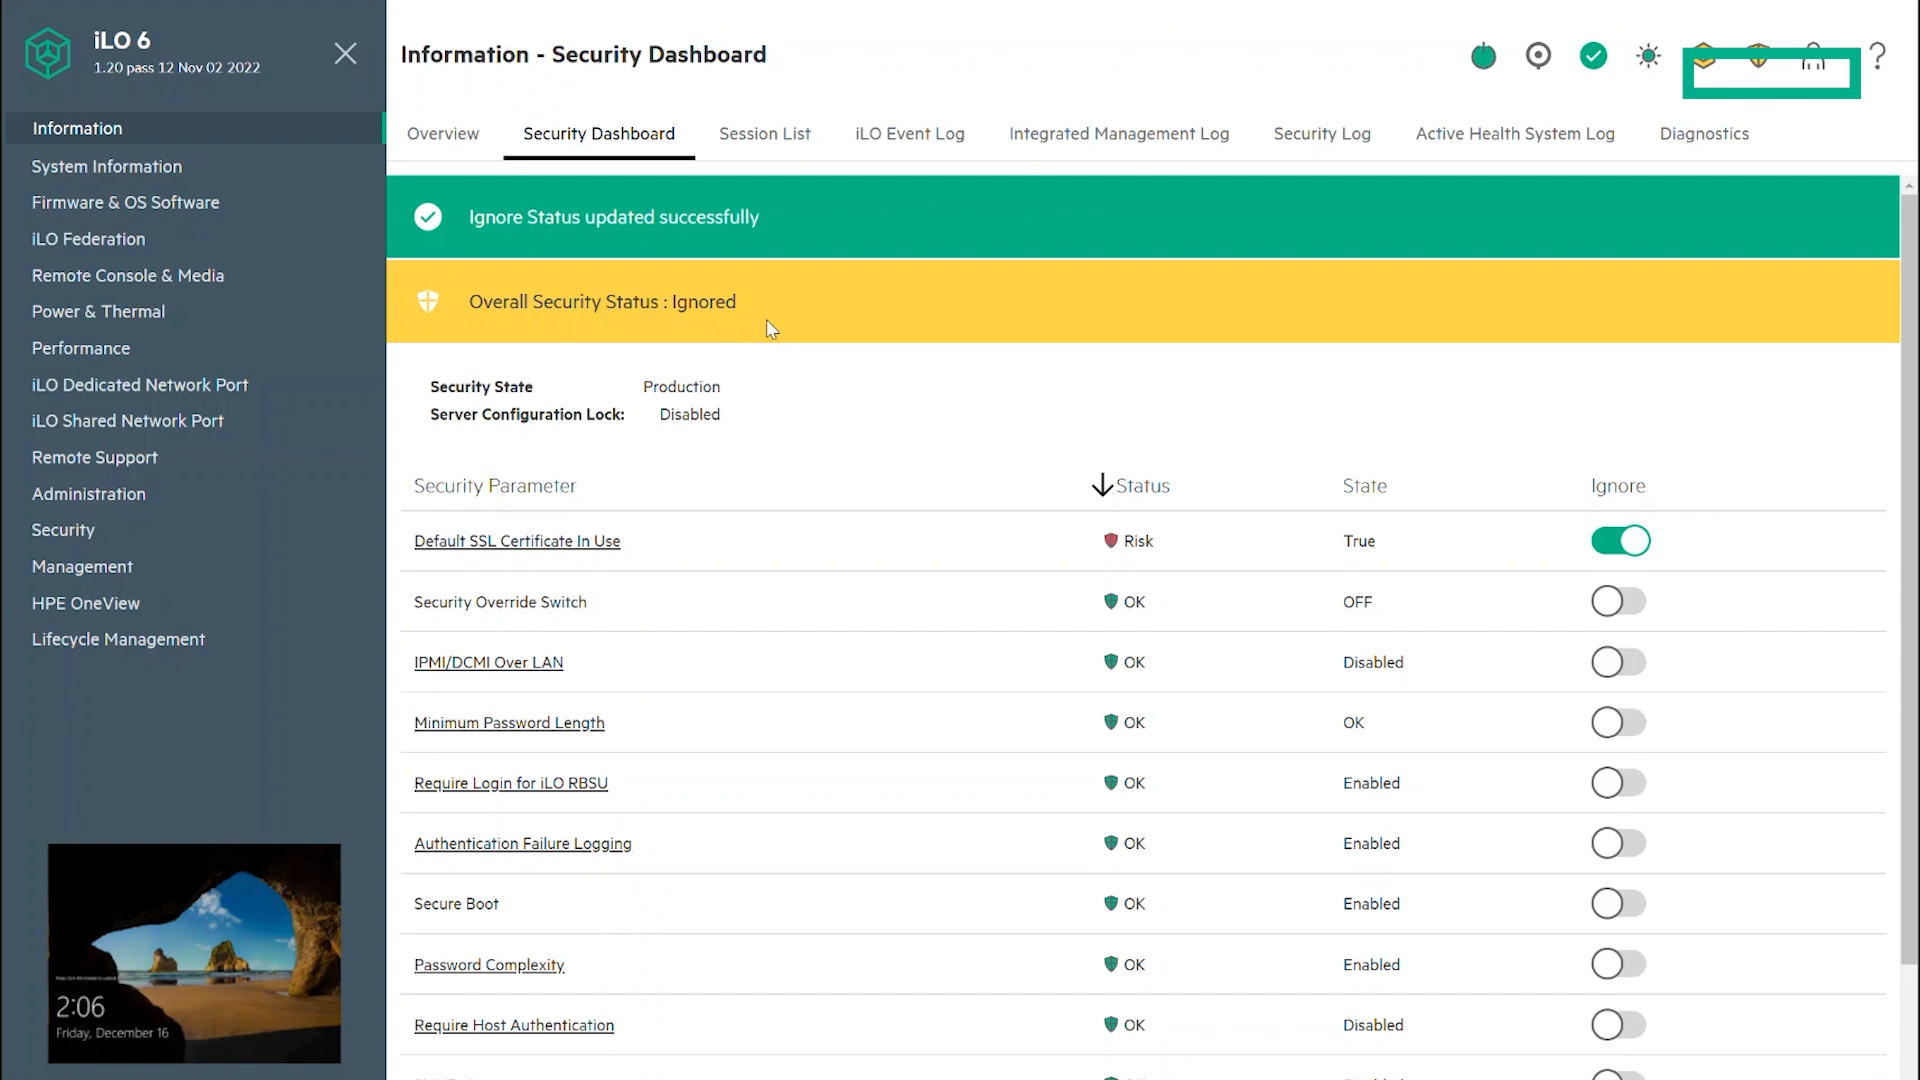 iLO 6
1.20 pass 12 Nov 02 2022
Information
System Information
Firmware & OS Software
iLO Federation
Remote Console & Media
Power & Thermal
Performance
iLO Dedicated Network Port
iLO Shared Network Port
Remote Support
Administration
Security
Management
HPE OneView
Lifecycle Management
2:06
Friday, December 16
Information - Security Dashboard
?
Overview Security Dashboard Session List iLO Event Log Integrated Management Log Security Log Active Health System Log Diagnostics
Ignore Status updated successfully
Overall Security Status : Ignored
Security State Production
Server Configuration Lock: Disabled
Security Parameter Status State Ignore
Default SSL Certificate In Use Risk True
Security Override Switch OK OFF
IPMI/DCMI Over LAN OK Disabled
Minimum Password Length OK OK
Require Login for iLO RBSU OK Enabled
Authentication Failure Logging OK Enabled
Secure Boot OK Enabled
Password Complexity OK Enabled
Require Host Authentication OK Disabled